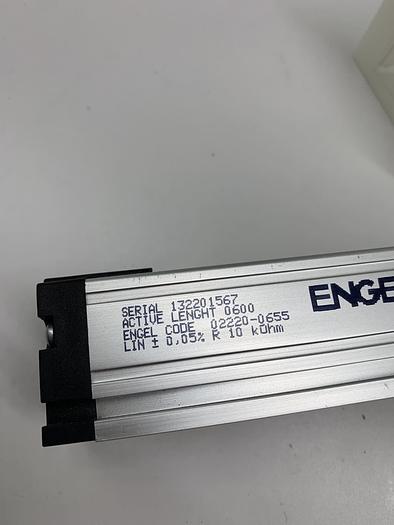 SERIAL 132201567
ACTIVE LENGHT 0600
ENGEL CODE 02220-0655
LIN ± 0,05% R 10 kOhm
ENGE